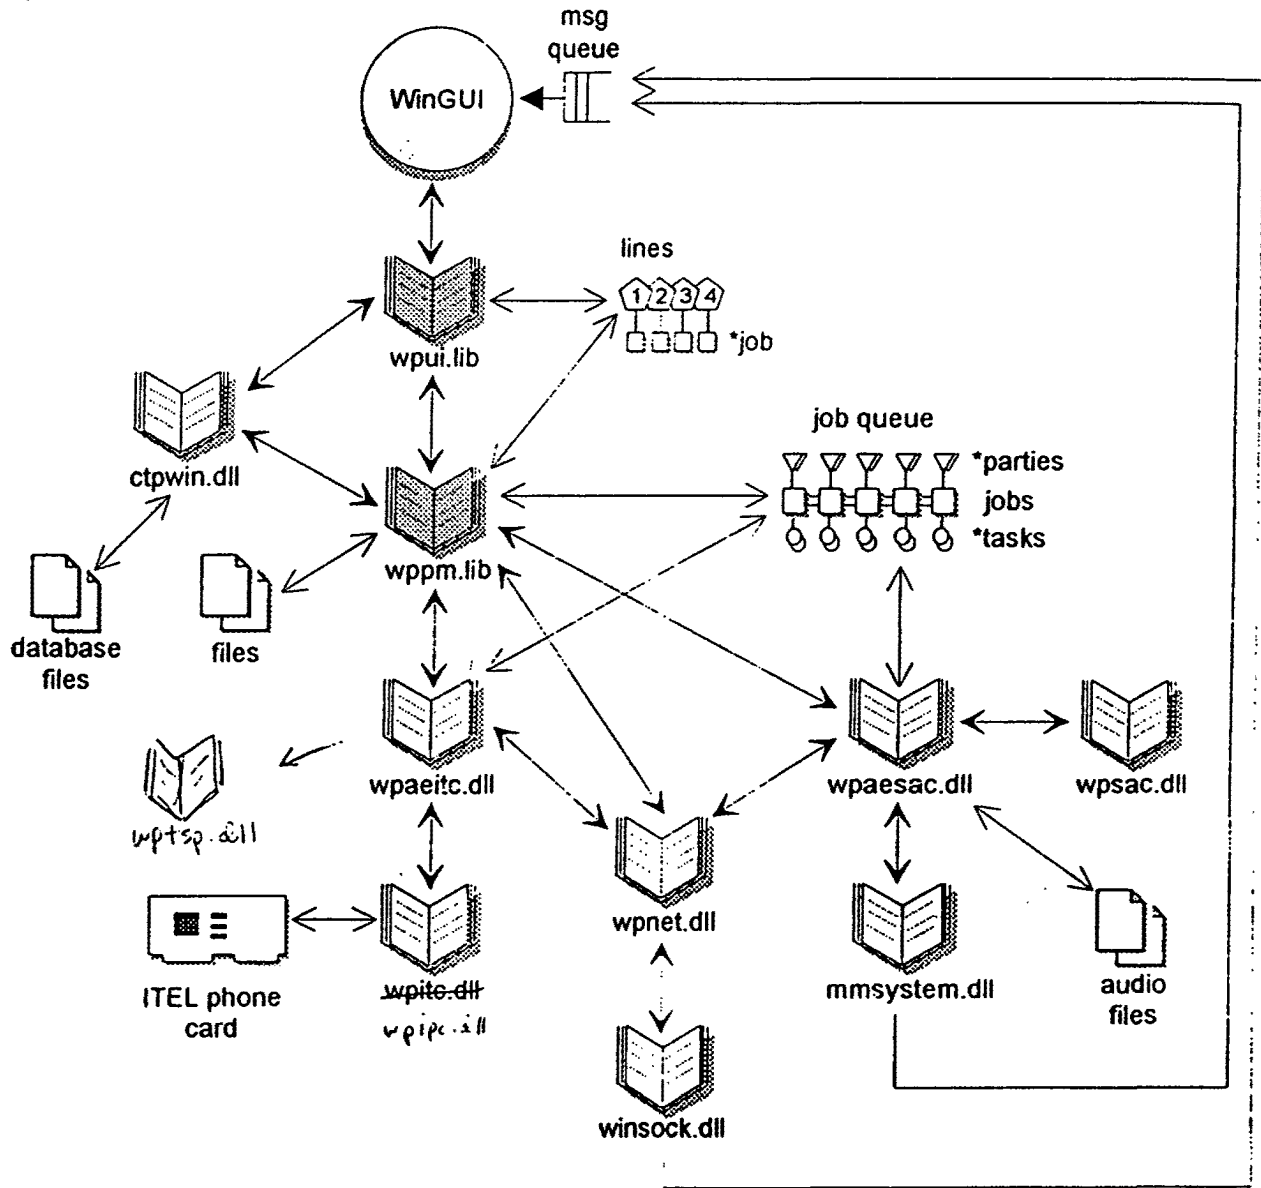 msg
queue
WinGUI
lines
1 2 3 4
*job
wpui.lib
job queue
*parties
jobs
*tasks
ctpwin.dll
wppm.lib
database
files
files
wpaeitc.dll
wpaesac.dll
wpsac.dll
wptsp.dll
wpnet.dll
ITEL phone
card
wpitc.dll
wpipc.dll
mmsystem.dll
audio
files
winsock.dll